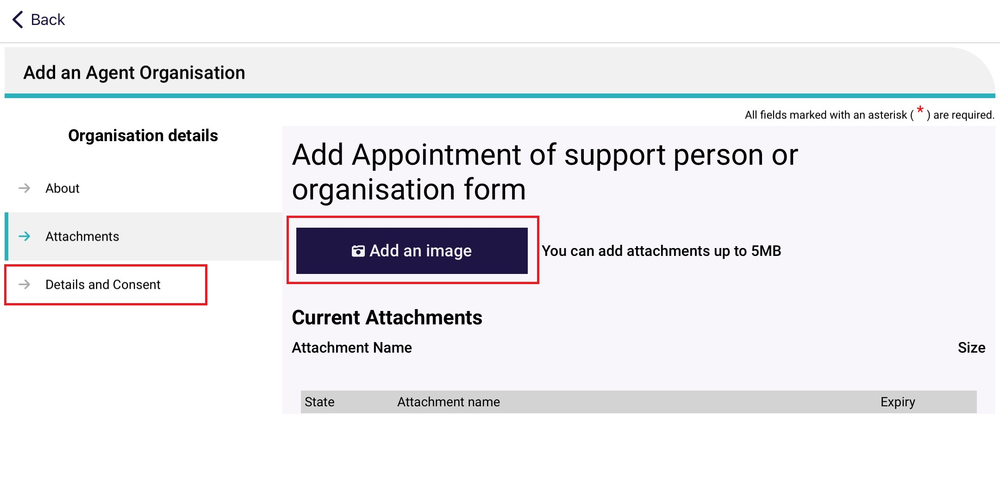 Back
Add an Agent Organisation
All fields marked with an asterisk ( * ) are required.
Organisation details
About
Attachments
Details and Consent
Add Appointment of support person or
organisation form
Add an image
You can add attachments up to 5MB
Current Attachments
Attachment Name Size
State Attachment name Expiry